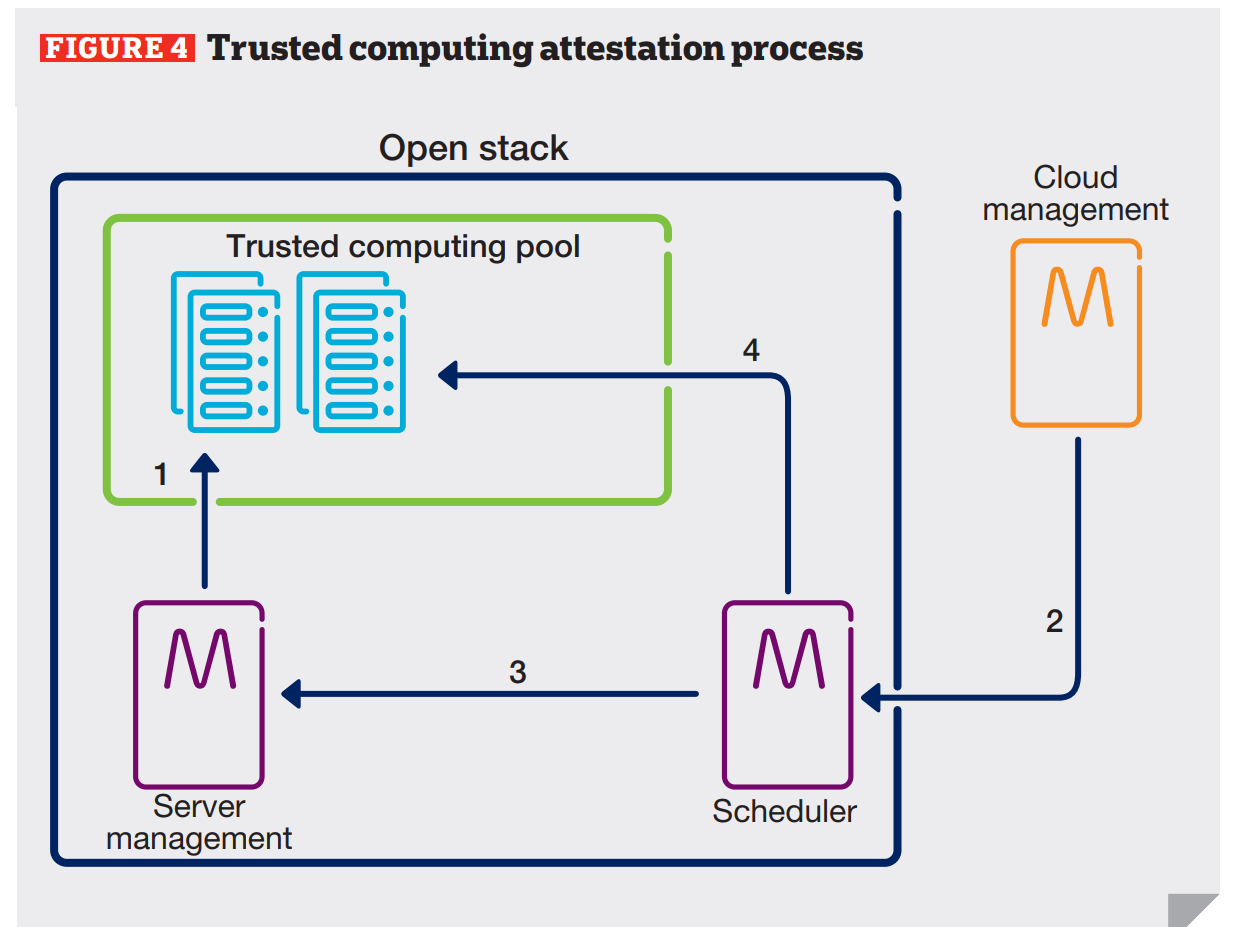 FIGURE 4 Trusted computing attestation process
Open stack
Cloud
management
Trusted computing pool
4
1
2
3
Server
management
Scheduler